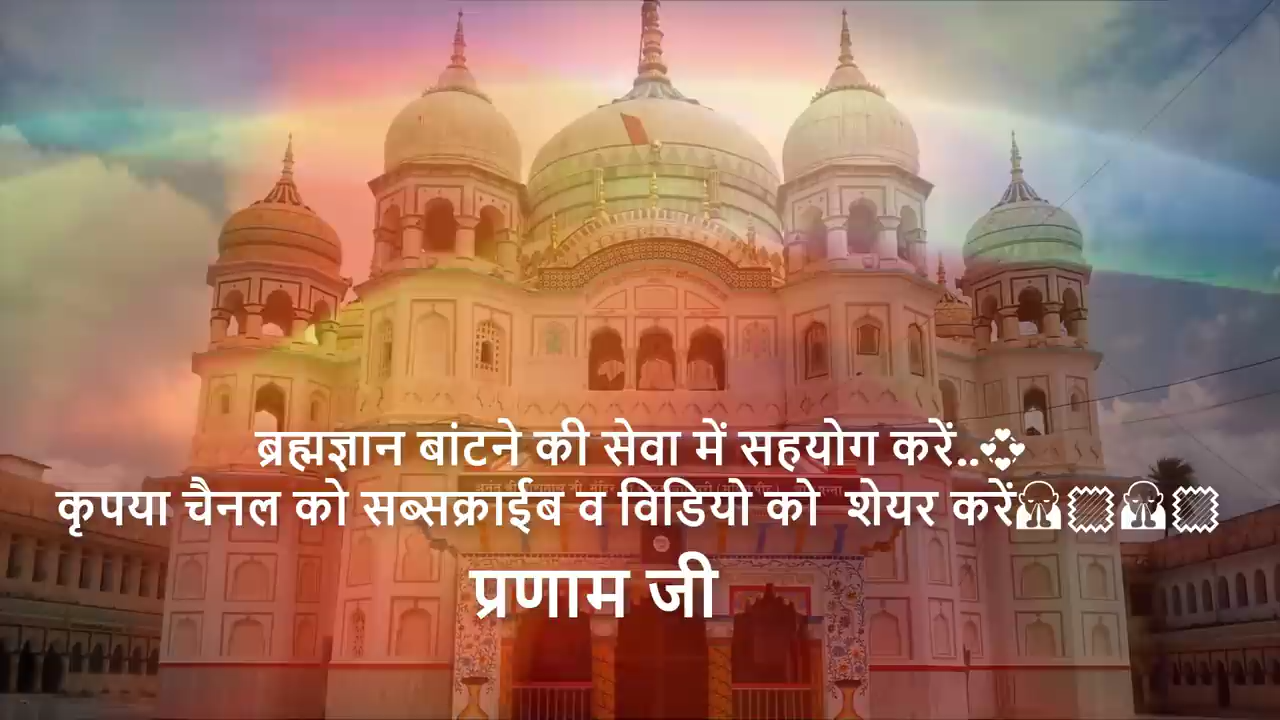 ब्रह्मज्ञान बांटने की सेवा में सहयोग करें..💞
कृपया चैनल को सब्सक्राईब व विडियो को शेयर करें🙏🏼🙏🏼
प्रणाम जी